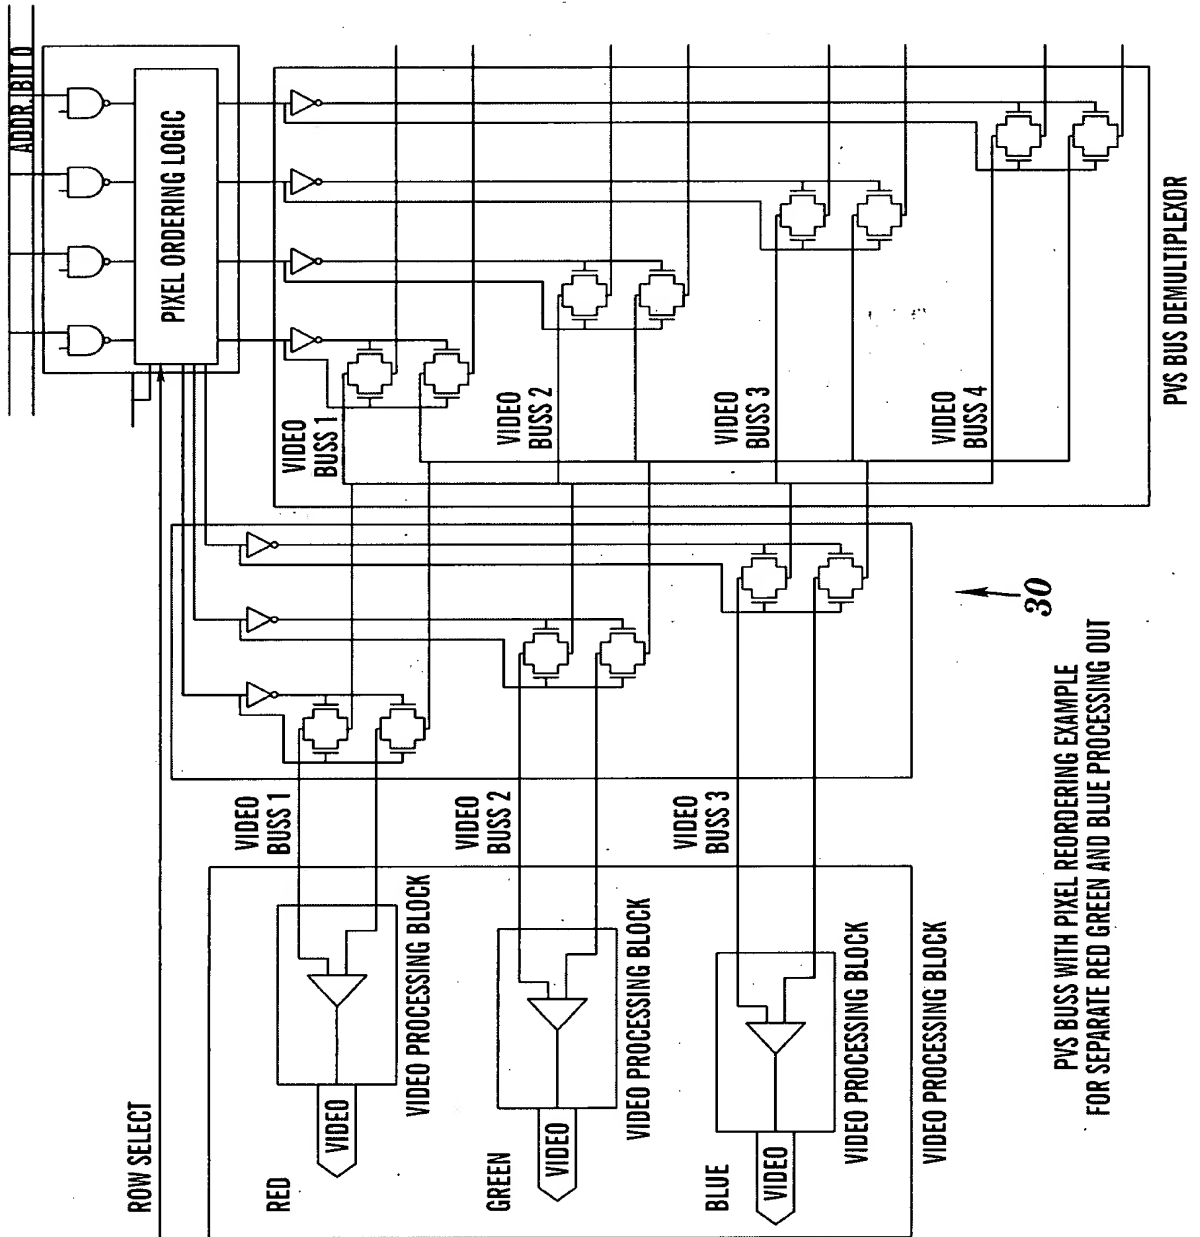 ADDR. BIT 0
PIXEL ORDERING LOGIC
VIDEO
BUSS 1
VIDEO
BUSS 2
VIDEO
BUSS 3
VIDEO
BUSS 4
PVS BUS DEMULTIPLEXOR
VIDEO
BUSS 1
VIDEO
BUSS 2
VIDEO
BUSS 3
30
ROW SELECT
RED
VIDEO
VIDEO PROCESSING BLOCK
GREEN
VIDEO
VIDEO PROCESSING BLOCK
BLUE
VIDEO
VIDEO PROCESSING BLOCK
VIDEO PROCESSING BLOCK
PVS BUSS WITH PIXEL REORDERING EXAMPLE
FOR SEPARATE RED GREEN AND BLUE PROCESSING OUT